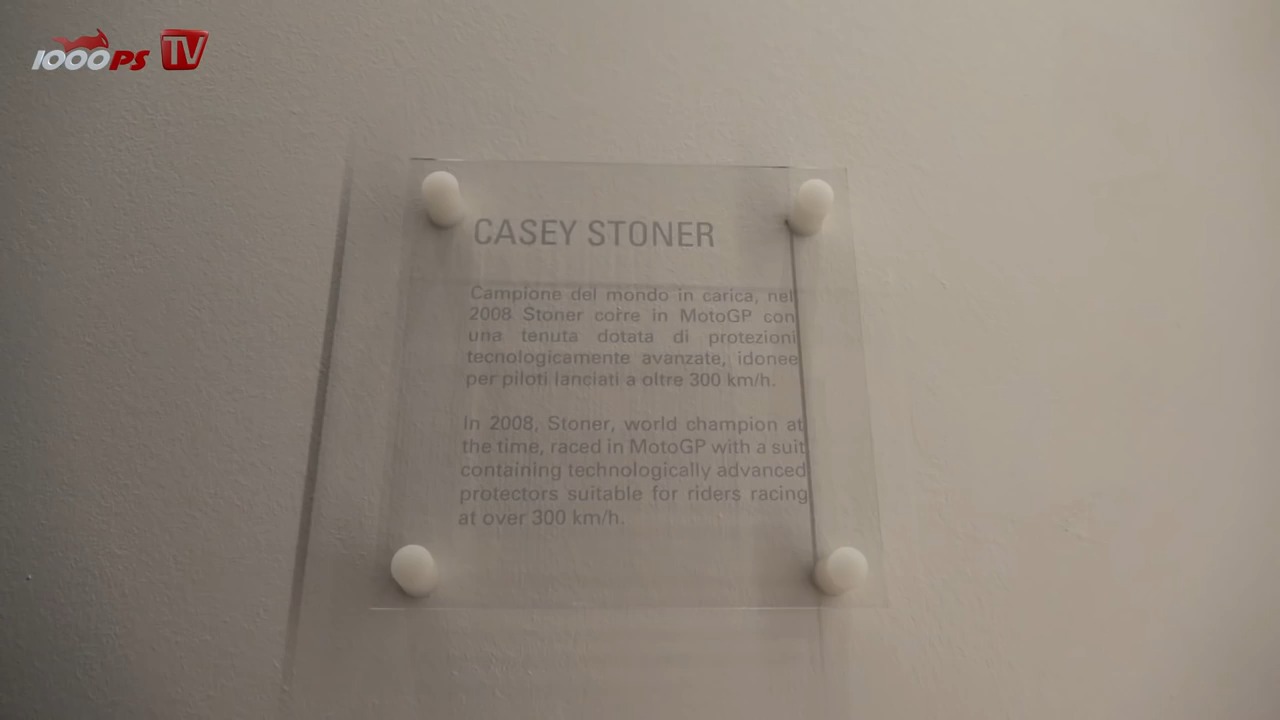 1000PS TV
CASEY STONER
Campione del mondo in carica, nel
2008 Stoner corre in MotoGP con
una tenuta dotata di protezioni
tecnologicamente avanzate, idonee
per piloti lanciati a oltre 300 km/h.
In 2008, Stoner, world champion at
the time, raced in MotoGP with a suit
containing technologically advanced
protectors suitable for riders racing
at over 300 km/h.